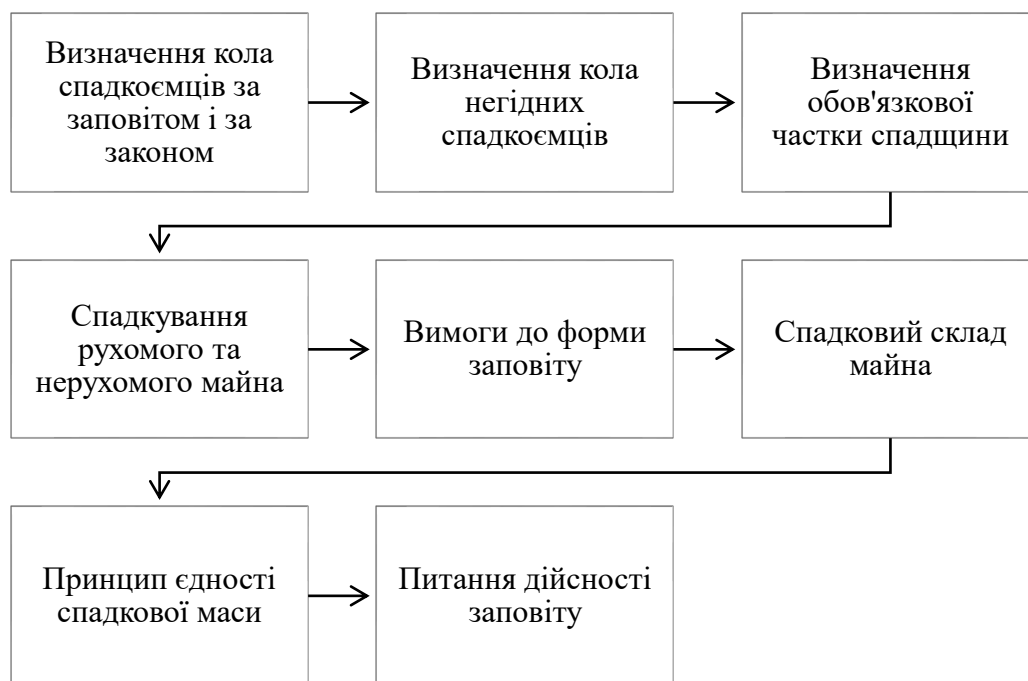 Визначення кола
спадкоємців за
заповітом і за
законом
Визначення кола
негідних
спадкоємців
Визначення
обов'язкової
частки спадщини
Спадкування
рухомого та
нерухомого майна
Вимоги до форми
заповіту
Спадковий склад
майна
Принцип єдності
спадкової маси
Питання дійсності
заповіту